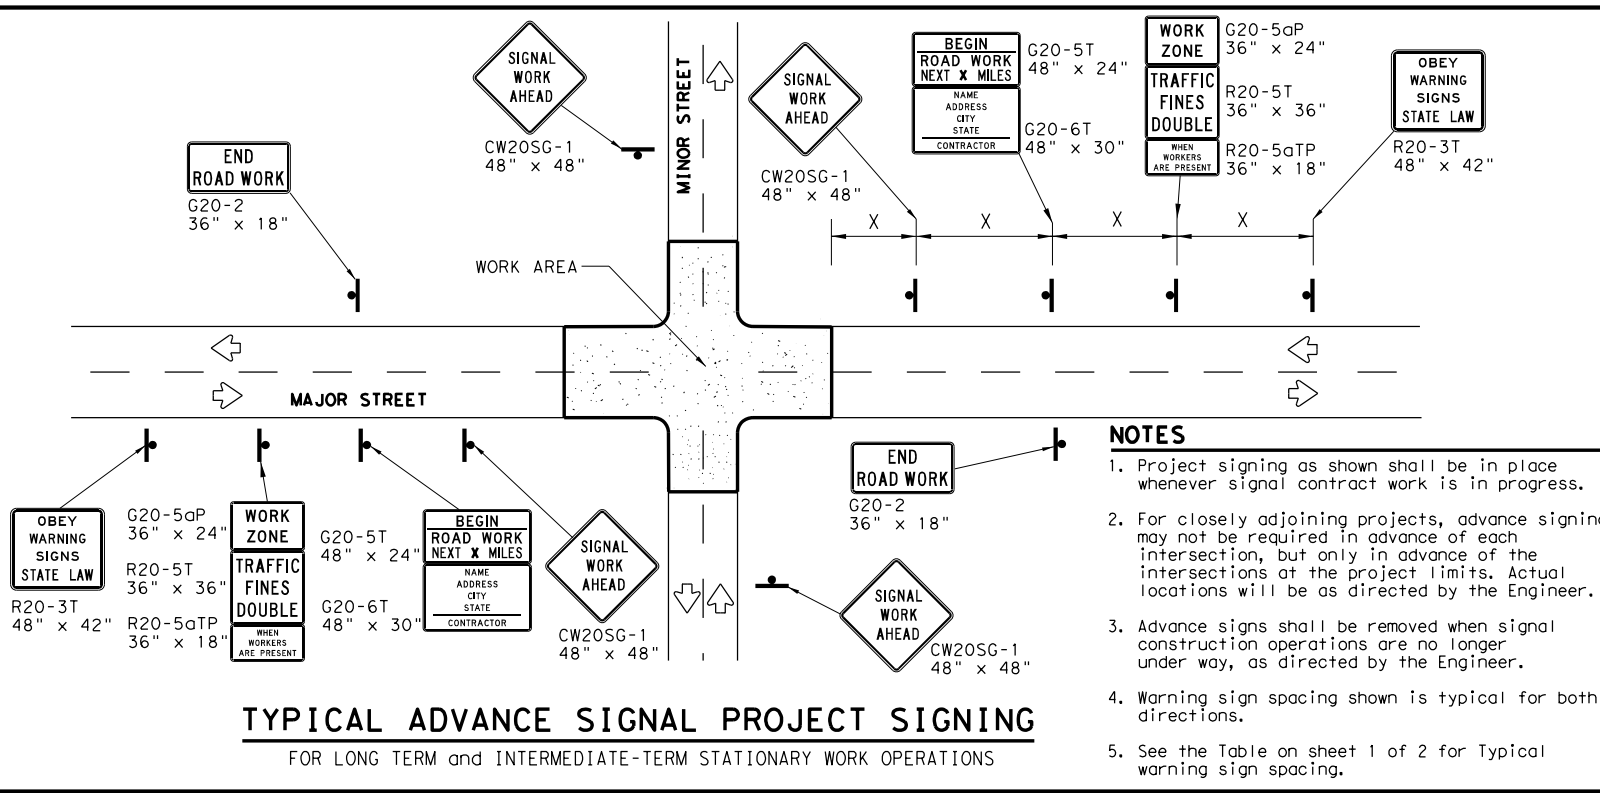 SIGNAL
WORK
AHEAD
CW20SG-1
48" x 48"
END
ROAD WORK
G20-2
36" x 18"
MINOR STREET
SIGNAL
WORK
AHEAD
CW20SG-1
48" x 48"
BEGIN
ROAD WORK
NEXT X MILES
NAME
ADDRESS
CITY
STATE
CONTRACTOR
G20-5T
48" x 24"
G20-6T
48" x 30"
WORK
ZONE
TRAFFIC
FINES
DOUBLE
WHEN
WORKERS
ARE PRESENT
G20-5aP
36" x 24"
R20-5T
36" x 36"
R20-5aTP
36" x 18"
OBEY
WARNING
SIGNS
STATE LAW
R20-3T
48" x 42"
X X X X
WORK AREA
MAJOR STREET
OBEY
WARNING
SIGNS
STATE LAW
R20-3T
48" x 42"
G20-5aP
36" x 24"
R20-5T
36" x 36"
R20-5aTP
36" x 18"
WORK
ZONE
TRAFFIC
FINES
DOUBLE
WHEN
WORKERS
ARE PRESENT
G20-5T
48" x 24"
G20-6T
48" x 30"
BEGIN
ROAD WORK
NEXT X MILES
NAME
ADDRESS
CITY
STATE
CONTRACTOR
SIGNAL
WORK
AHEAD
CW20SG-1
48" x 48"
END
ROAD WORK
G20-2
36" x 18"
SIGNAL
WORK
AHEAD
CW20SG-1
48" x 48"
TYPICAL ADVANCE SIGNAL PROJECT SIGNING
FOR LONG TERM and INTERMEDIATE-TERM STATIONARY WORK OPERATIONS
NOTES
1. Project signing as shown shall be in place
whenever signal contract work is in progress.
2. For closely adjoining projects, advance signing
may not be required in advance of each
intersection, but only in advance of the
intersections at the project limits. Actual
locations will be as directed by the Engineer.
3. Advance signs shall be removed when signal
construction operations are no longer
under way, as directed by the Engineer.
4. Warning sign spacing shown is typical for both
directions.
5. See the Table on sheet 1 of 2 for Typical
warning sign spacing.